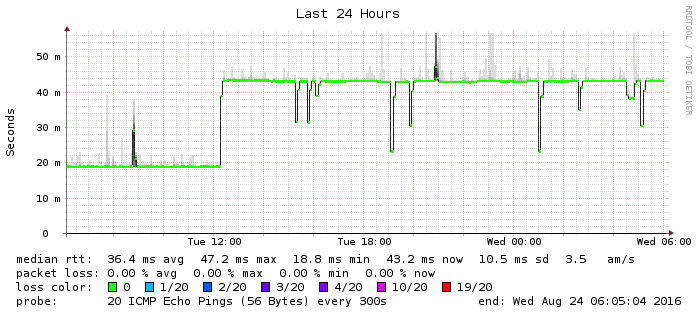 Last 24 Hours
RRDTOOL / TOBI OETIKER
Seconds
50 m
40 m
30 m
20 m
10 m
0
Tue 12:00 Tue 18:00 Wed 00:00 Wed 06:00
median rtt: 36.4 ms avg 47.2 ms max 18.8 ms min 43.2 ms now 10.5 ms sd 3.5 am/s
packet loss: 0.00 % avg 0.00 % max 0.00 % min 0.00 % now
loss color: 0 1/20 2/20 3/20 4/20 10/20 19/20
probe: 20 ICMP Echo Pings (56 Bytes) every 300s end: Wed Aug 24 06:05:04 2016